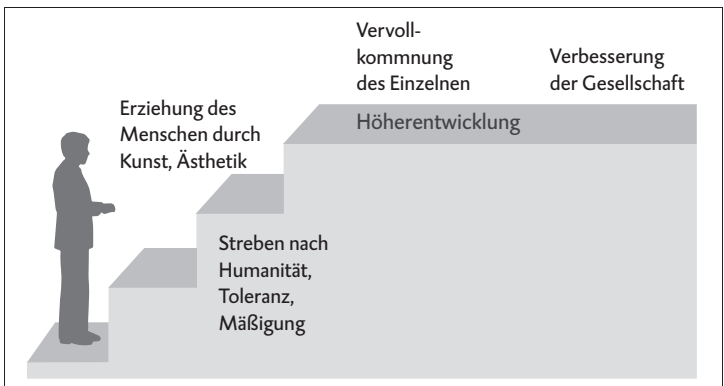 Vervoll-
kommnung
des Einzelnen
Verbesserung
der Gesellschaft
Erziehung des
Menschen durch
Kunst, Ästhetik
Höherentwicklung
Streben nach
Humanität,
Toleranz,
Mäßigung